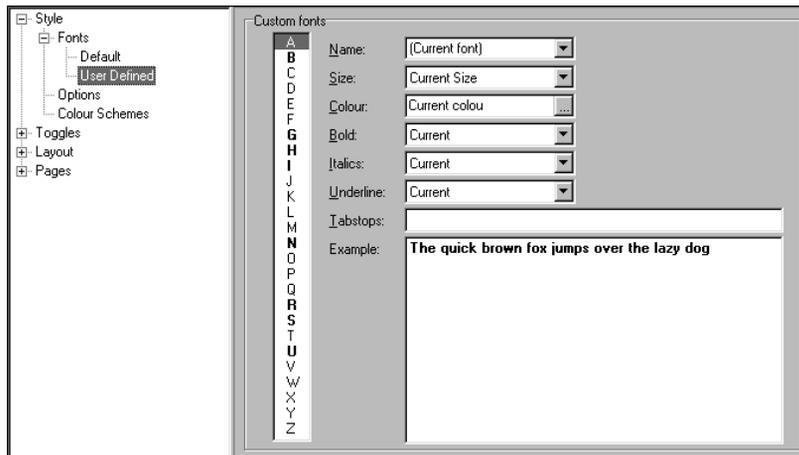 Style
Fonts
Default
User Defined
Options
Colour Schemes
Toggles
Layout
Pages
Custom fonts
A
B
C
D
E
F
G
H
I
J
K
L
M
N
O
P
Q
R
S
T
U
V
W
X
Y
Z
Name: (Current font)
Size: Current Size
Colour: Current colou ...
Bold: Current
Italics: Current
Underline: Current
Tabstops:
Example: The quick brown fox jumps over the lazy dog